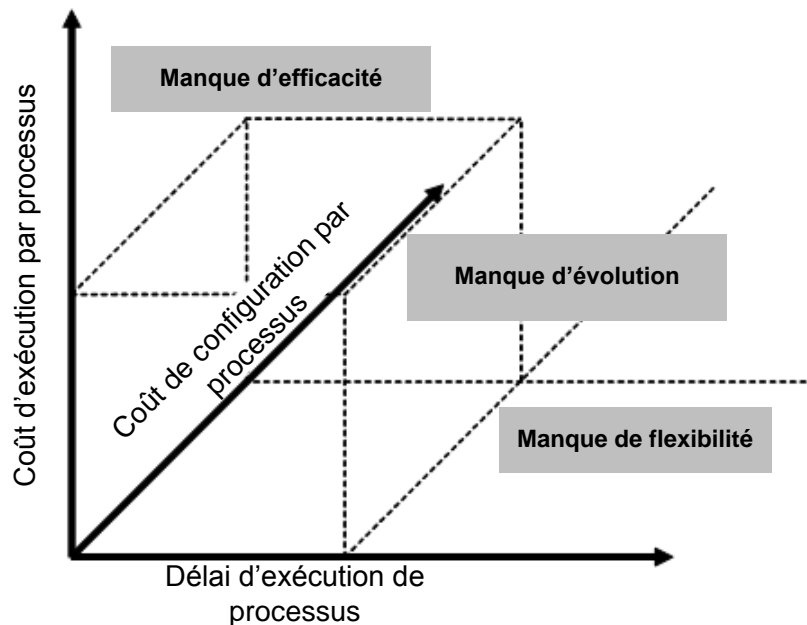 Manque d’efficacité
Coût d’exécution par processus
Coût de configuration par
processus
Manque d’évolution
Manque de flexibilité
Délai d’exécution de
processus